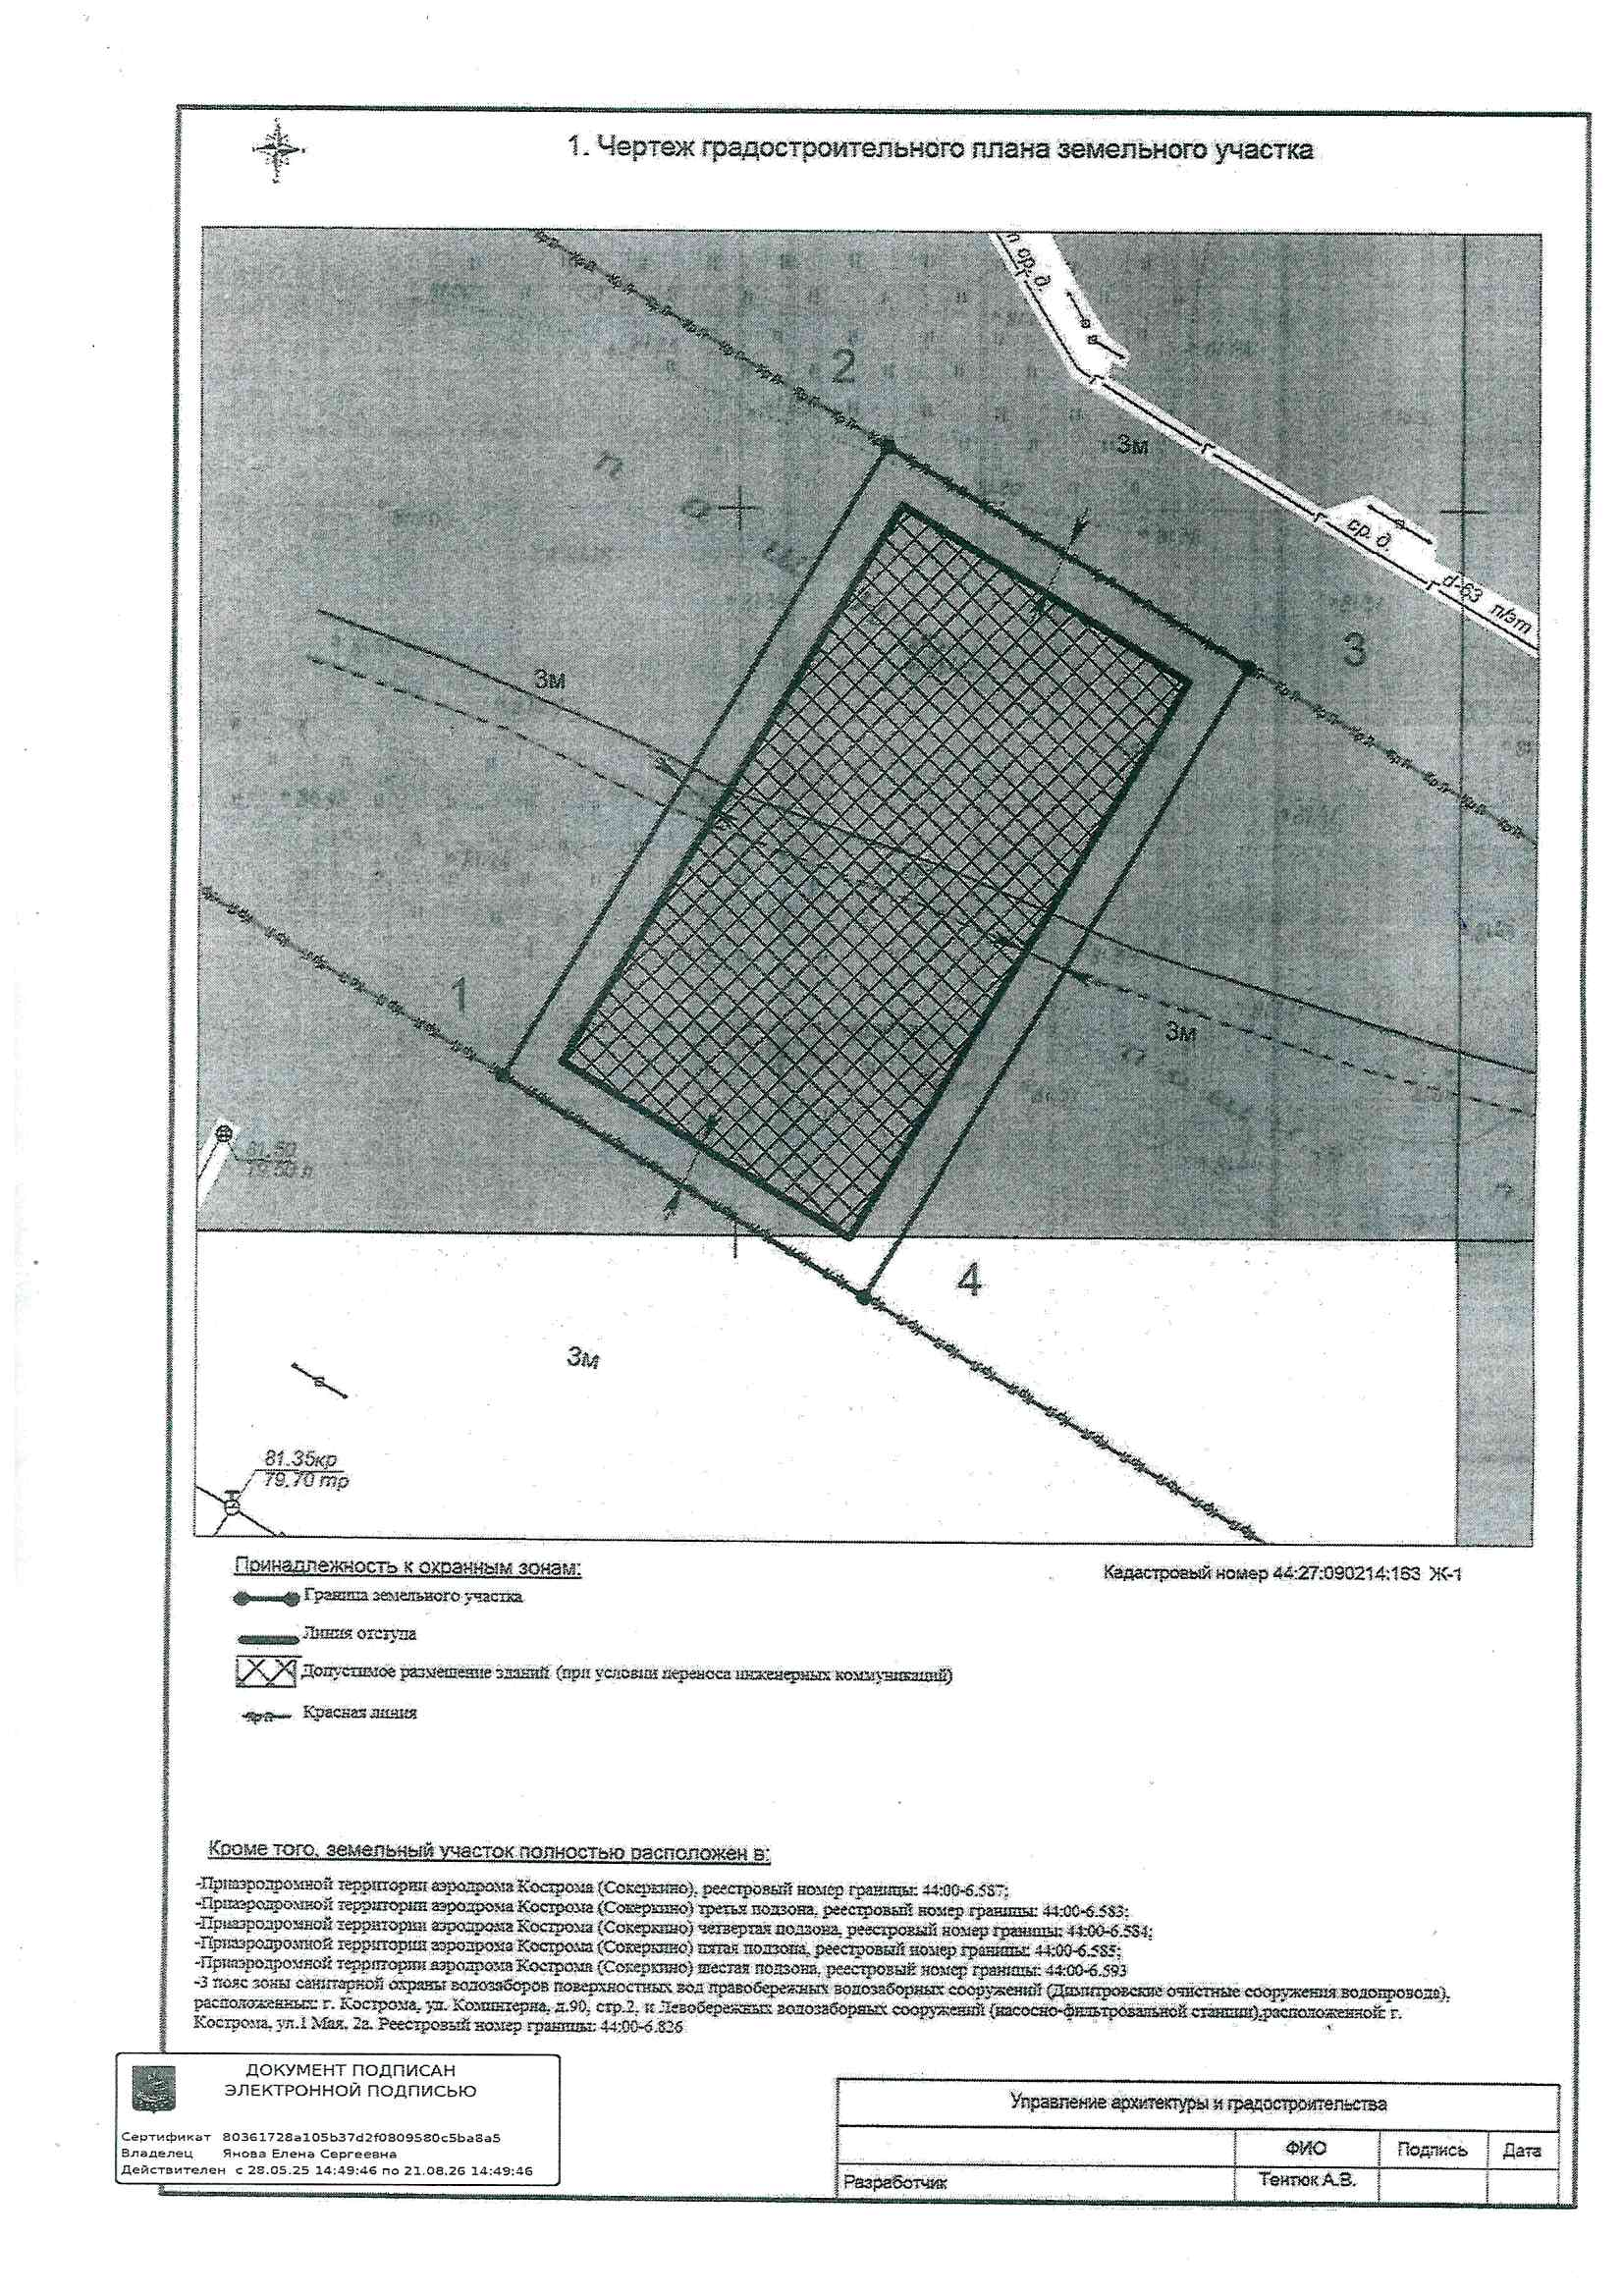 1. Чертеж градостроительного плана земельного участка
ср. д.
2
3м
ср. д.
d-63 п/эт
3
3м
1
3м
4
3м
81.35кр
79.70 тр
Принадлежность к охранным зонам:
Кадастровый номер 44:27:090214:163 Ж-1
Граница земельного участка
Линия отступа
Допустимое размещение зданий (при условии переноса инженерных коммуникаций)
Красная линия
Кроме того, земельный участок полностью расположен в:
-Приаэродромной территории аэродрома Кострома (Сокеркино), реестровый номер границы: 44:00-6.587;
-Приаэродромной территории аэродрома Кострома (Сокеркино) третья подзона, реестровый номер границы: 44:00-6.583;
-Приаэродромной территории аэродрома Кострома (Сокеркино) четвертая подзона, реестровый номер границы: 44:00-6.584;
-Приаэродромной территории аэродрома Кострома (Сокеркино) пятая подзона, реестровый номер границы: 44:00-6.585;
-Приаэродромной территории аэродрома Кострома (Сокеркино) шестая подзона, реестровый номер границы: 44:00-6.593
-3 пояс зоны санитарной охраны водозаборов поверхностных вод правобережных водозаборных сооружений (Димитровские очистные сооружения водопровода),
расположенных: г. Кострома, ул. Коминтерна, д.90, стр.2, и Левобережных водозаборных сооружений (насосно-фильтровальной станции),расположенной: г.
Кострома, ул.1 Мая, 2а. Реестровый номер границы: 44:00-6.826
ДОКУМЕНТ ПОДПИСАН
ЭЛЕКТРОННОЙ ПОДПИСЬЮ
Сертификат 80361728a105b37d2f0809580c5ba8a5
Владелец Янова Елена Сергеевна
Действителен с 28.05.25 14:49:46 по 21.08.26 14:49:46
Управление архитектуры и градостроительства
ФИО Подпись Дата
Разработчик Тентюк А.В.